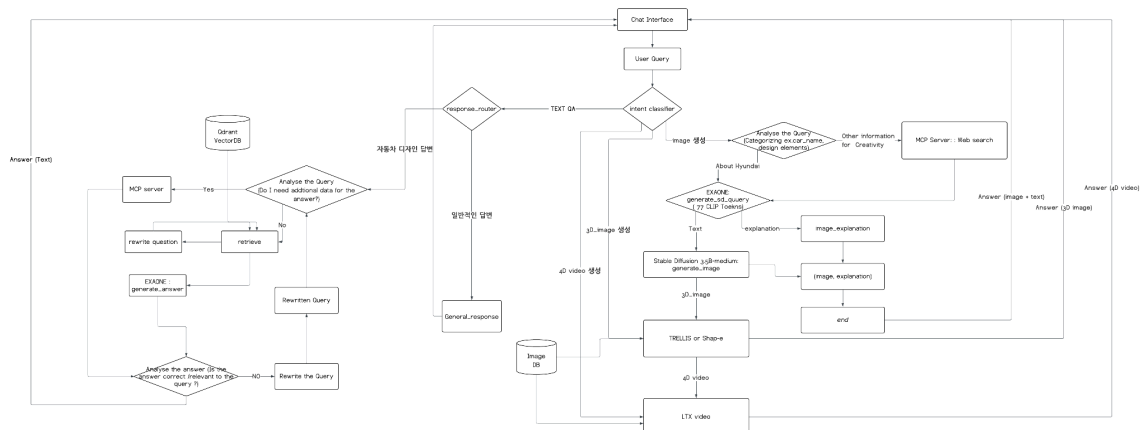 Chat Interface
User Query
intent classifier
TEXT QA
response_router
자동차 디자인 답변
일반적인 답변
General_response
Image 생성
Analyse the Query
(Categorizing ex.car_name,
design elements)
Other information
for Creativity
MCP Server: : Web search
About Hyundai
EXAONE:
generate_sd_quuery
( 77 CLIP Toekns)
Text
explanation
image_explanation
Stable Diffusion 3.5B-medium:
generate_image
(image, explanation)
end
3D_image
3D_image 생성
4D video 생성
TRELLIS or Shap-e
Image
DB
4D video
LTX video
Answer (image + text)
Answer (3D image)
Answer (4D video)
Answer (Text)
Qdrant
VectorDB
Analyse the Query
(Do I need addtional data for the
answer?)
Yes
No
MCP server
rewrite question
retrieve
EXAONE :
generate_answer
Rewritten Query
Analyse the answer (Is the
answer correct /relevant to the
query ?)
NO
Rewrite the Query